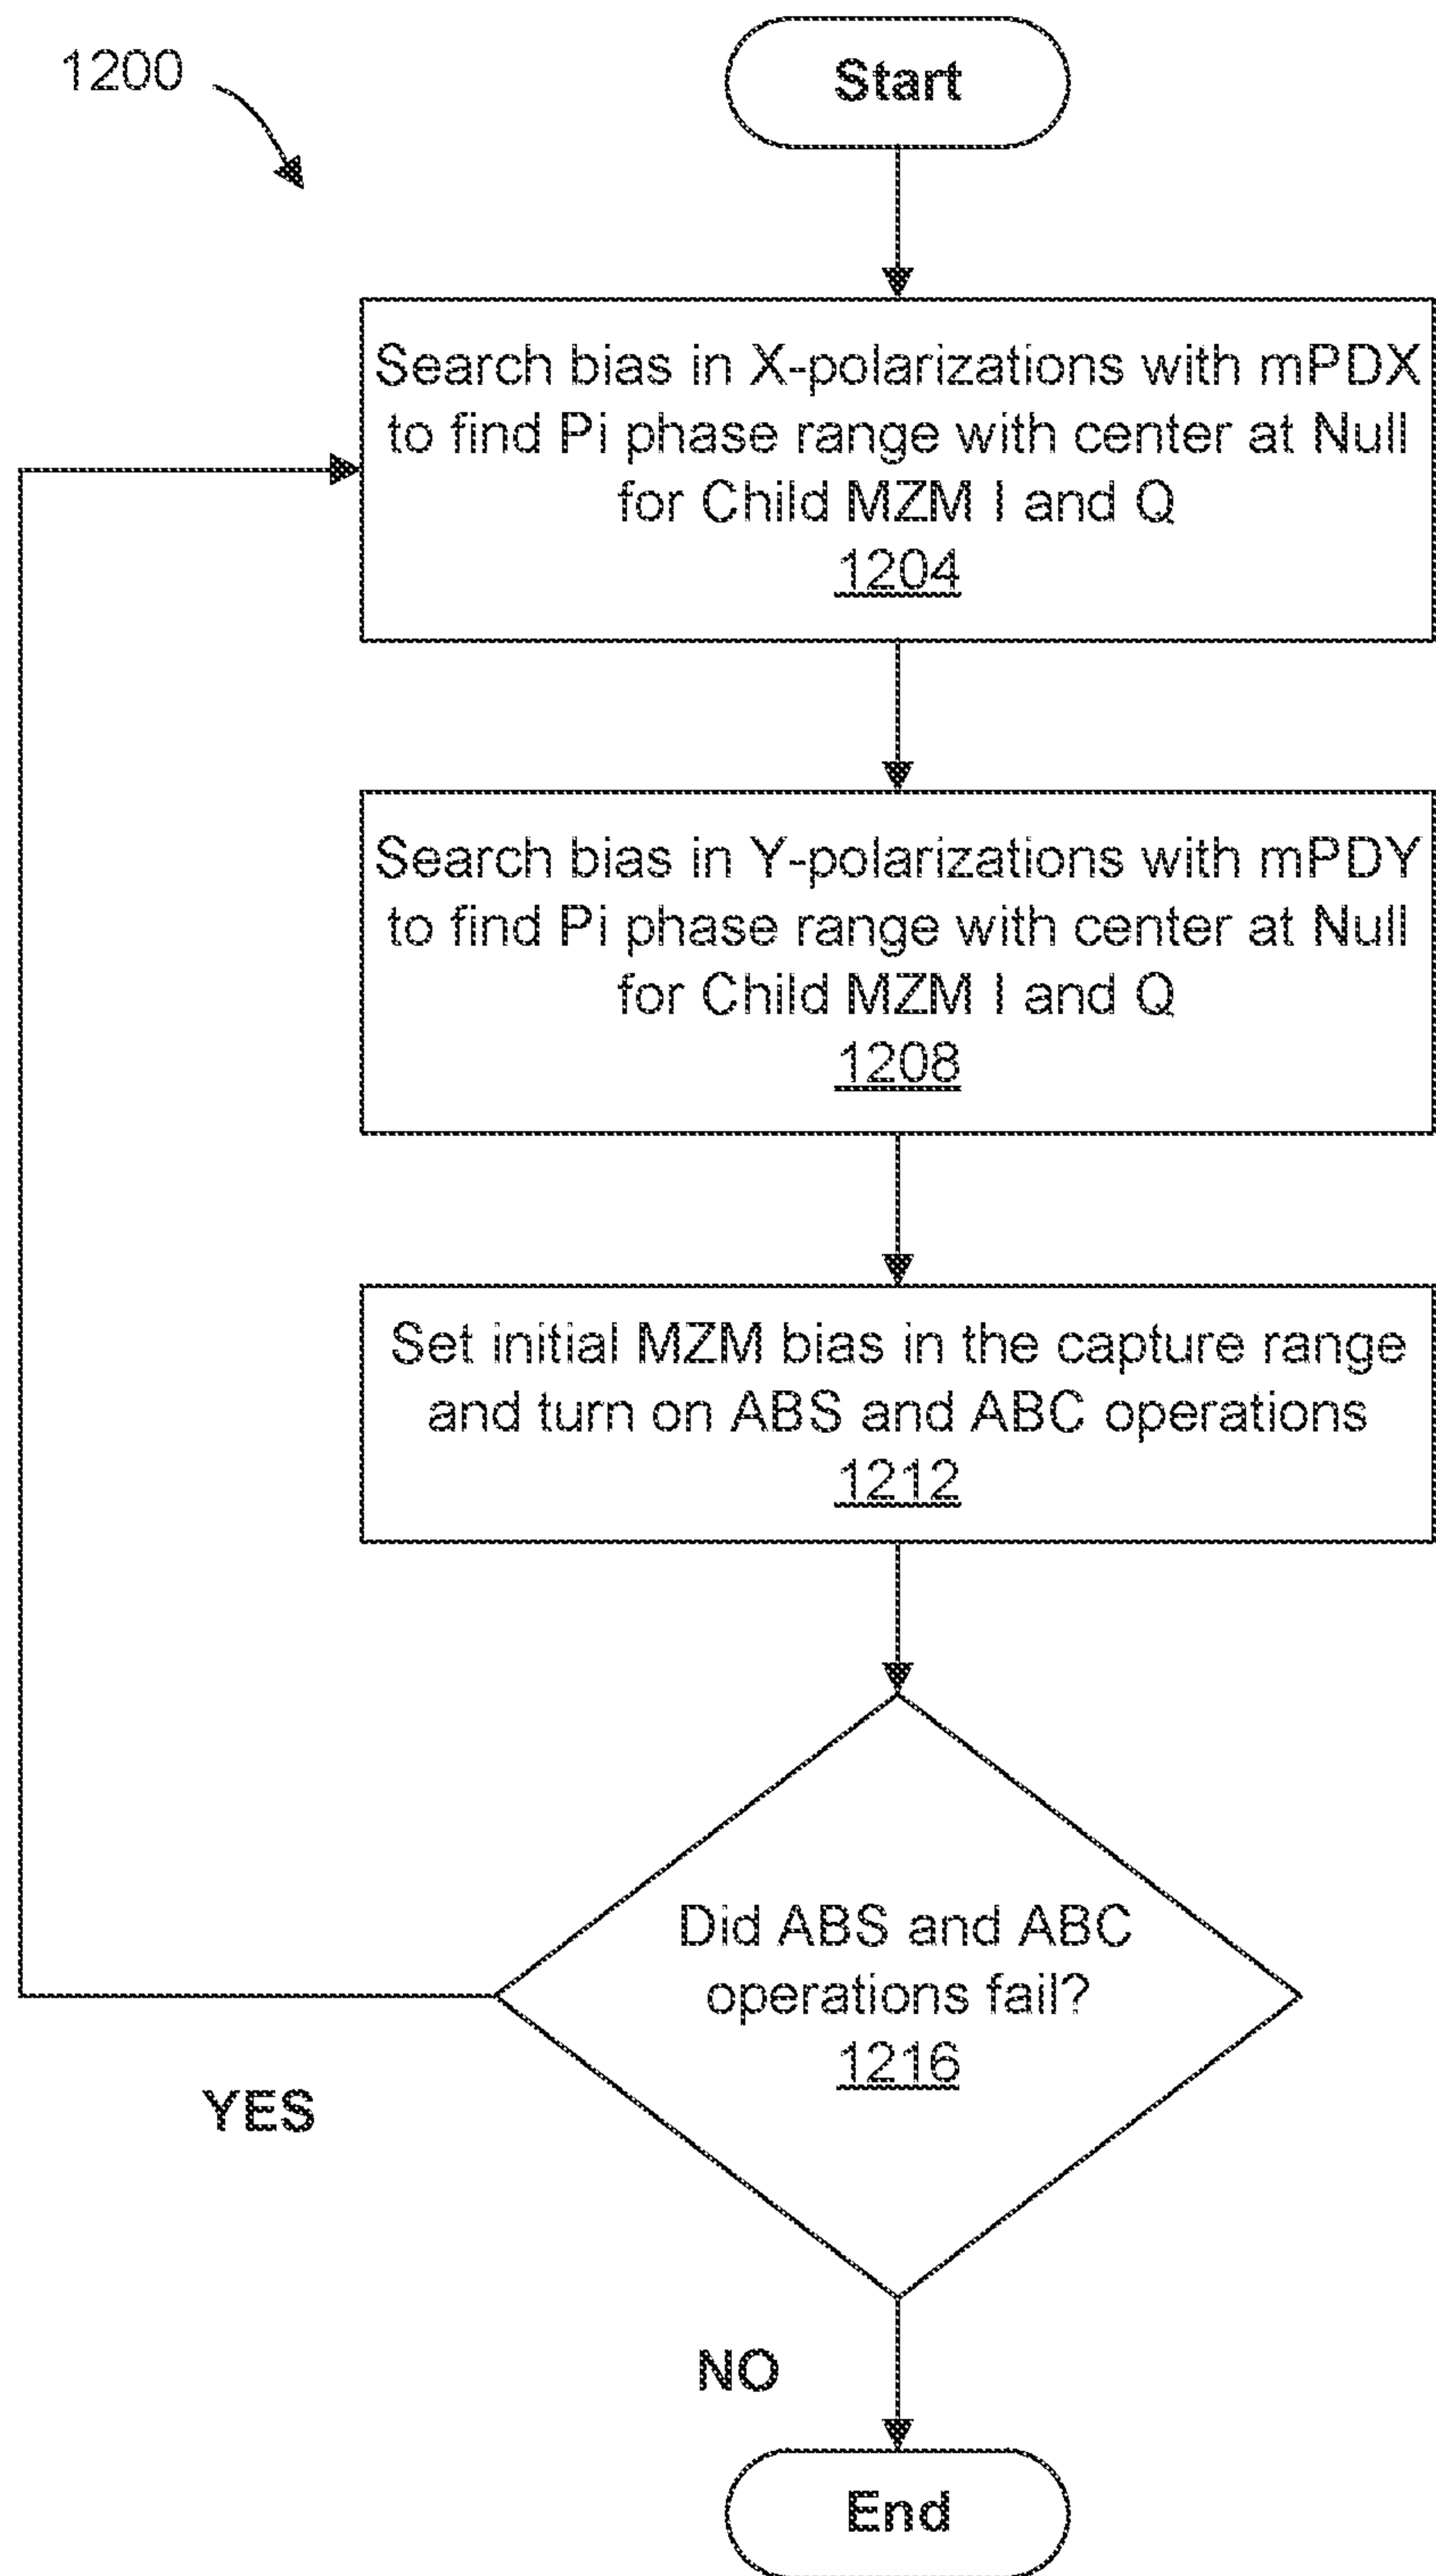 1200
Start
Search bias in X-polarizations with mPDX
to find Pi phase range with center at Null
for Child MZM I and Q
1204
Search bias in Y-polarizations with mPDY
to find Pi phase range with center at Null
for Child MZM I and Q
1208
Set initial MZM bias in the capture range
and turn on ABS and ABC operations
1212
Did ABS and ABC
operations fail?
1216
YES
NO
End